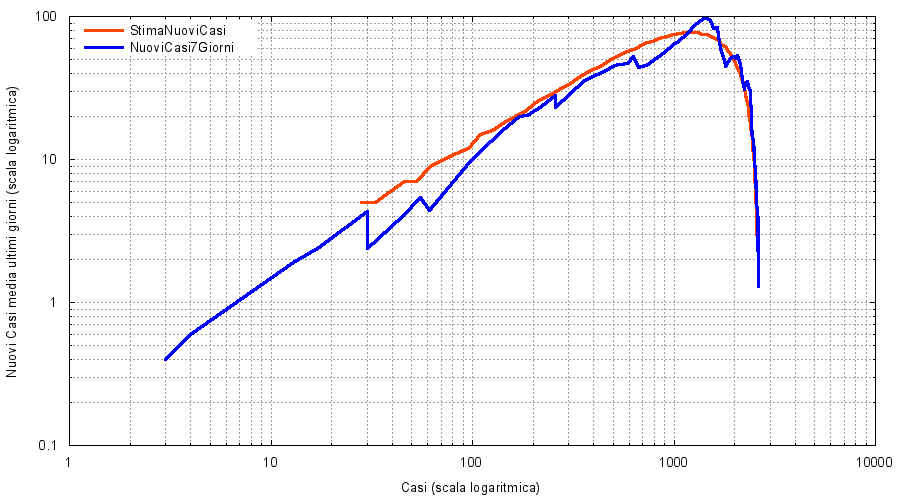 StimaNuoviCasi
NuoviCasi7Giorni
100
10
1
0.1
Nuovi Casi media ultimi giorni (scala logaritmica)
1
10
100
1000
10000
Casi (scala logaritmica)